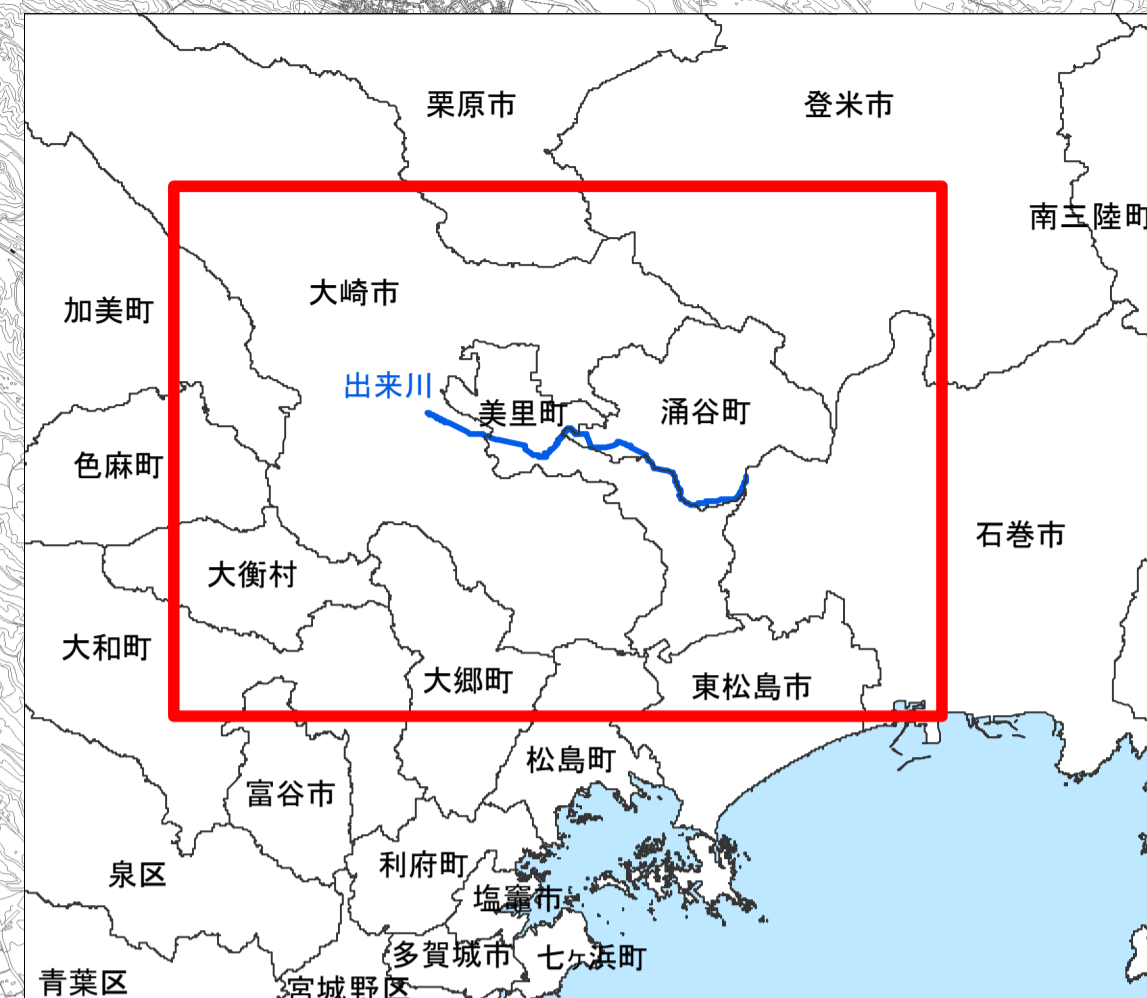 栗原市
登米市
南三陸町
大崎市
加美町
出来川
美里町
涌谷町
色麻町
石巻市
大衡村
大和町
大郷町
東松島市
松島町
富谷市
利府町
泉区
塩竈市
多賀城市
七ヶ浜町
青葉区
宮城野区